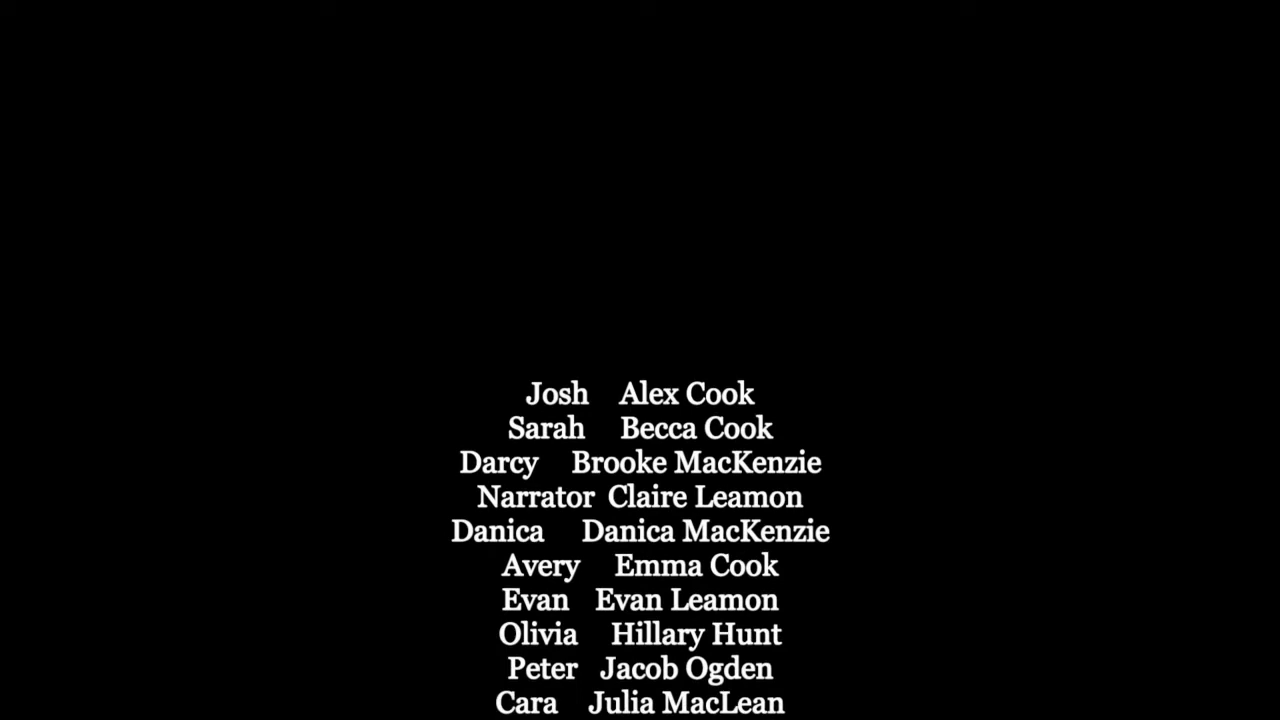 Josh Alex Cook
Sarah Becca Cook
Darcy Brooke MacKenzie
Narrator Claire Leamon
Danica Danica MacKenzie
Avery Emma Cook
Evan Evan Leamon
Olivia Hillary Hunt
Peter Jacob Ogden
Cara Julia MacLean